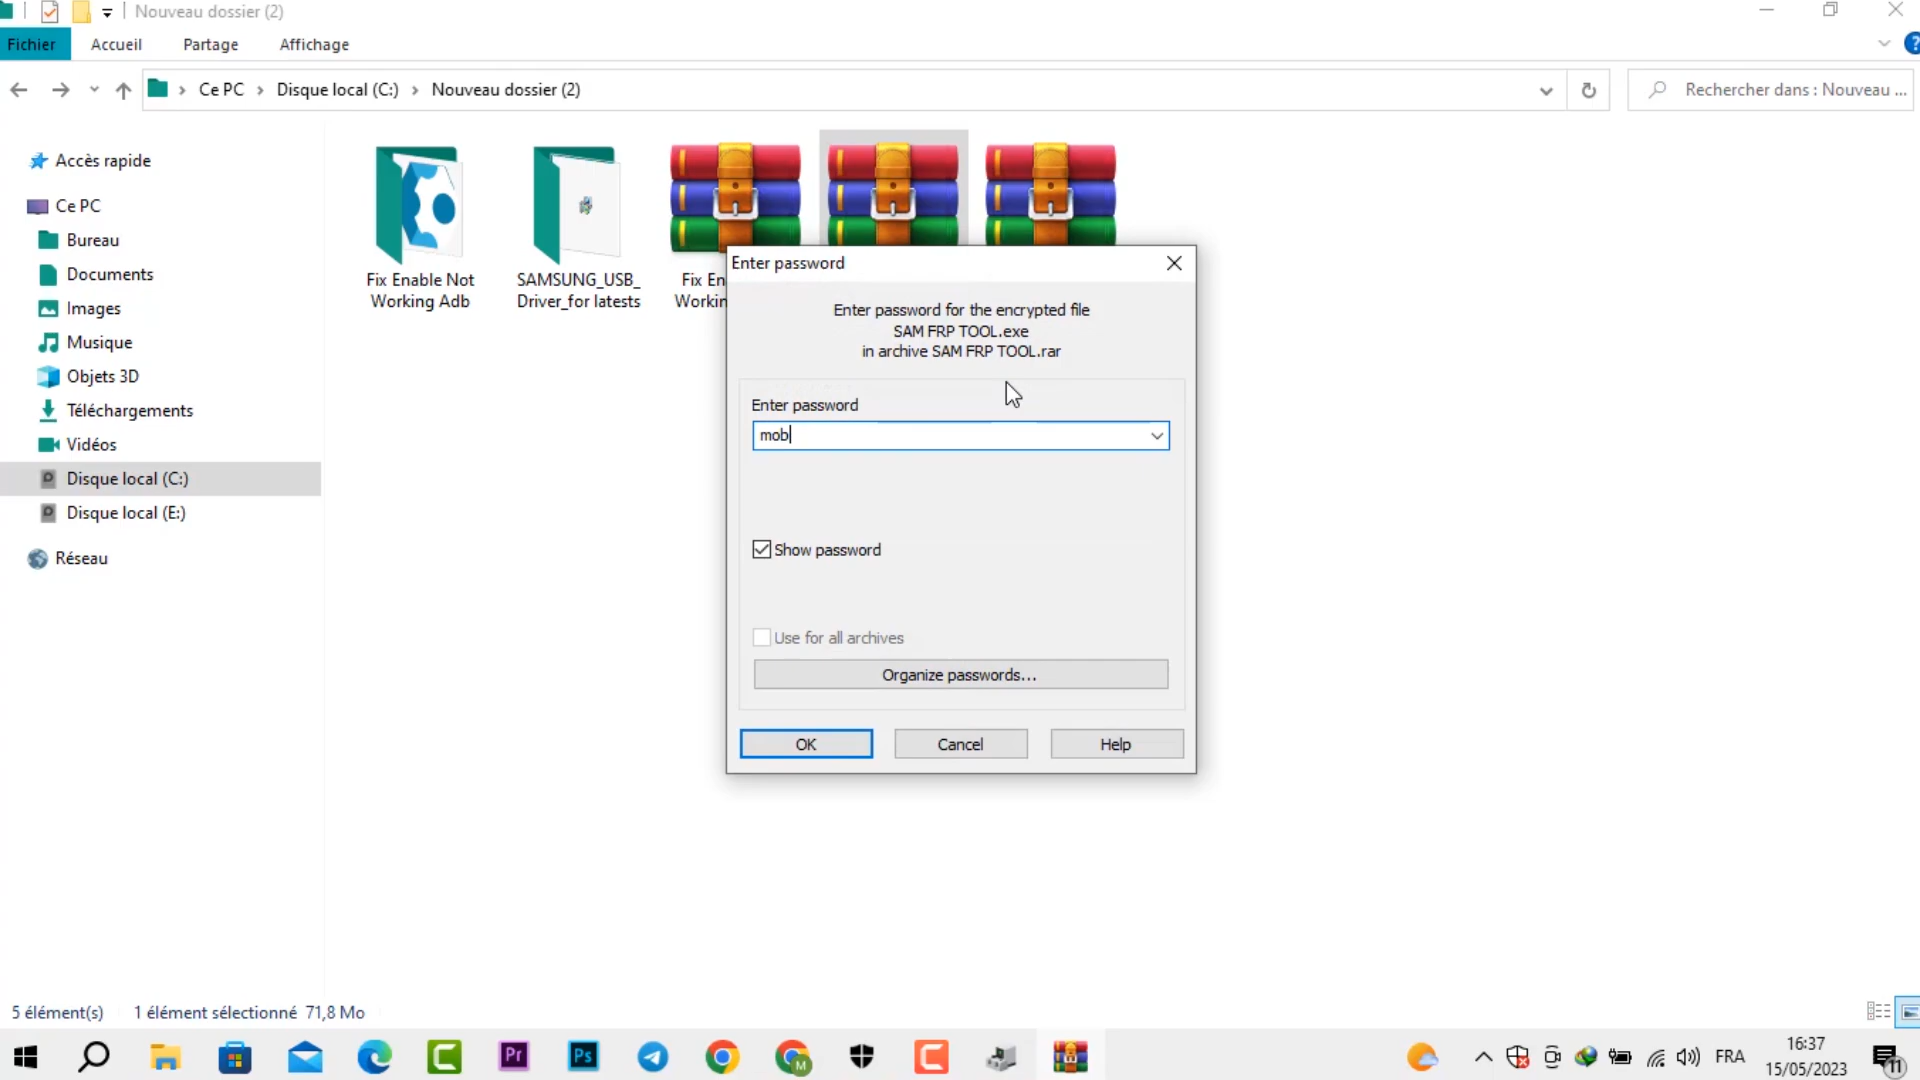 Nouveau dossier (2)
Fichier Accueil Partage Affichage
Ce PC Disque local (C:) Nouveau dossier (2)
Rechercher dans : Nouveau ...
Accès rapide
Ce PC
Bureau
Documents
Images
Musique
Objets 3D
Téléchargements
Vidéos
Disque local (C:)
Disque local (E:)
Réseau
Fix Enable Not
Working Adb
SAMSUNG_USB_
Driver_for latests
Fix En
Workin
Enter password
Enter password for the encrypted file
SAM FRP TOOL.exe
in archive SAM FRP TOOL.rar
Enter password
mob
Show password
Use for all archives
Organize passwords...
OK Cancel Help
5 élément(s) 1 élément sélectionné 71,8 Mo
Pr Ps M FRA
16:37
15/05/2023
11